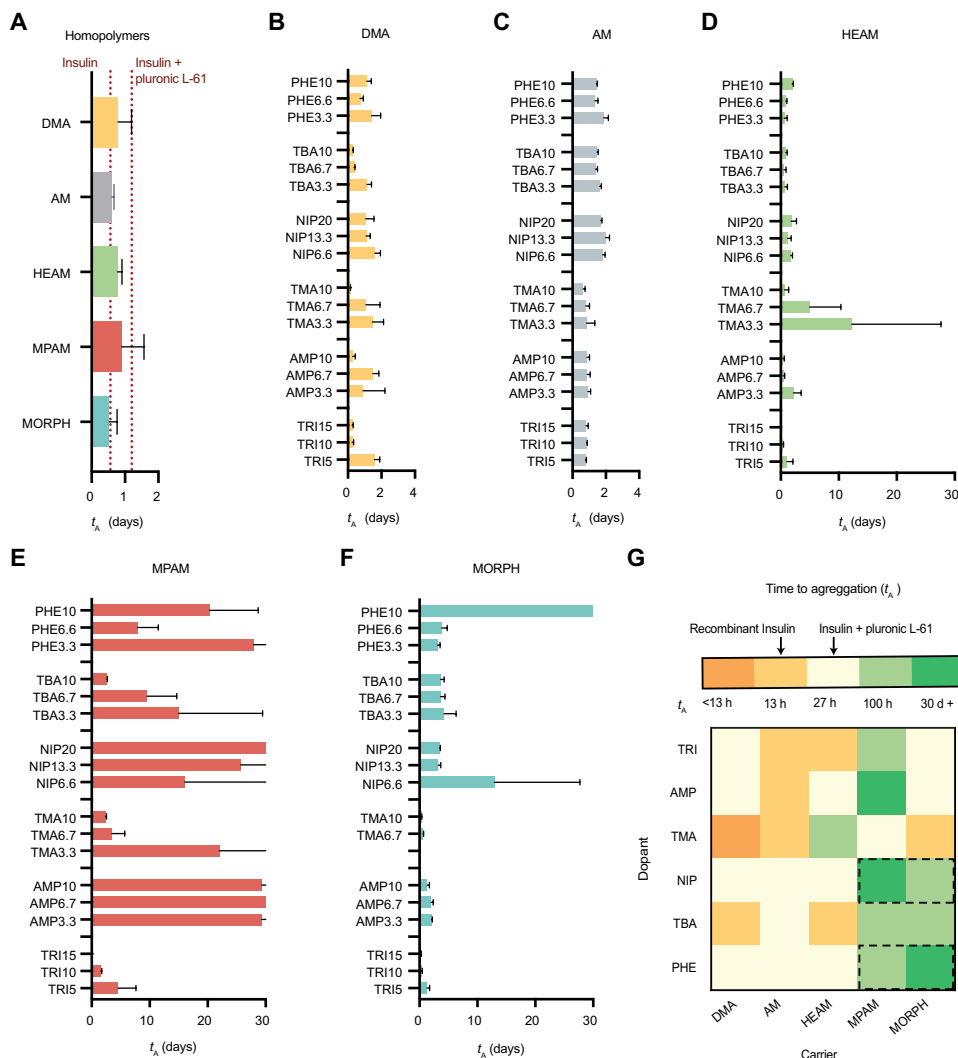 A
Homopolymers
Insulin
Insulin +
pluronic L-61
DMA
AM
HEAM
MPAM
MORPH
0 1 2
tA (days)
B
DMA
PHE10
PHE6.6
PHE3.3
TBA10
TBA6.7
TBA3.3
NIP20
NIP13.3
NIP6.6
TMA10
TMA6.7
TMA3.3
AMP10
AMP6.7
AMP3.3
TRI15
TRI10
TRI5
0 2 4
tA (days)
C
AM
PHE10
PHE6.6
PHE3.3
TBA10
TBA6.7
TBA3.3
NIP20
NIP13.3
NIP6.6
TMA10
TMA6.7
TMA3.3
AMP10
AMP6.7
AMP3.3
TRI15
TRI10
TRI5
0 2 4
tA (days)
D
HEAM
PHE10
PHE6.6
PHE3.3
TBA10
TBA6.7
TBA3.3
NIP20
NIP13.3
NIP6.6
TMA10
TMA6.7
TMA3.3
AMP10
AMP6.7
AMP3.3
TRI15
TRI10
TRI5
0 10 20 30
tA (days)
E
MPAM
PHE10
PHE6.6
PHE3.3
TBA10
TBA6.7
TBA3.3
NIP20
NIP13.3
NIP6.6
TMA10
TMA6.7
TMA3.3
AMP10
AMP6.7
AMP3.3
TRI15
TRI10
TRI5
0 10 20 30
tA (days)
F
MORPH
PHE10
PHE6.6
PHE3.3
TBA10
TBA6.7
TBA3.3
NIP20
NIP13.3
NIP6.6
TMA10
TMA6.7
AMP10
AMP6.7
AMP3.3
TRI15
TRI10
TRI5
0 10 20 30
tA (days)
G
Time to agreggation (tA)
Recombinant Insulin
Insulin + pluronic L-61
tA <13 h 13 h 27 h 100 h 30 d +
Dopant
TRI
AMP
TMA
NIP
TBA
PHE
DMA AM HEAM MPAM MORPH
Carrier